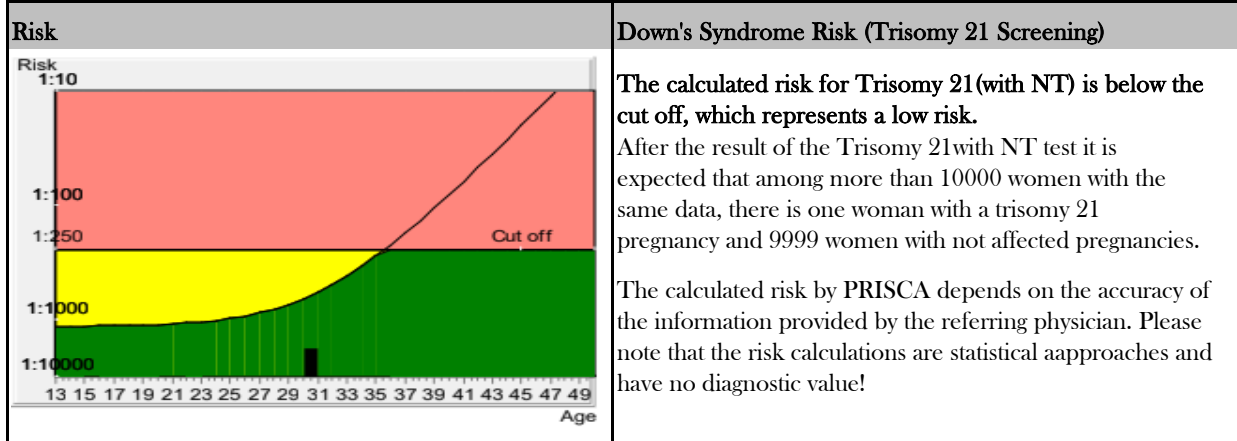 Risk
Risk
1:10
1:100
1:250
Cut off
1:1000
1:10000
13 15 17 19 21 23 25 27 29 31 33 35 37 39 41 43 45 47 49
Age
Down's Syndrome Risk (Trisomy 21 Screening)
The calculated risk for Trisomy 21(with NT) is below the
cut off, which represents a low risk.
After the result of the Trisomy 21with NT test it is
expected that among more than 10000 women with the
same data, there is one woman with a trisomy 21
pregnancy and 9999 women with not affected pregnancies.
The calculated risk by PRISCA depends on the accuracy of
the information provided by the referring physician. Please
note that the risk calculations are statistical aapproaches and
have no diagnostic value!